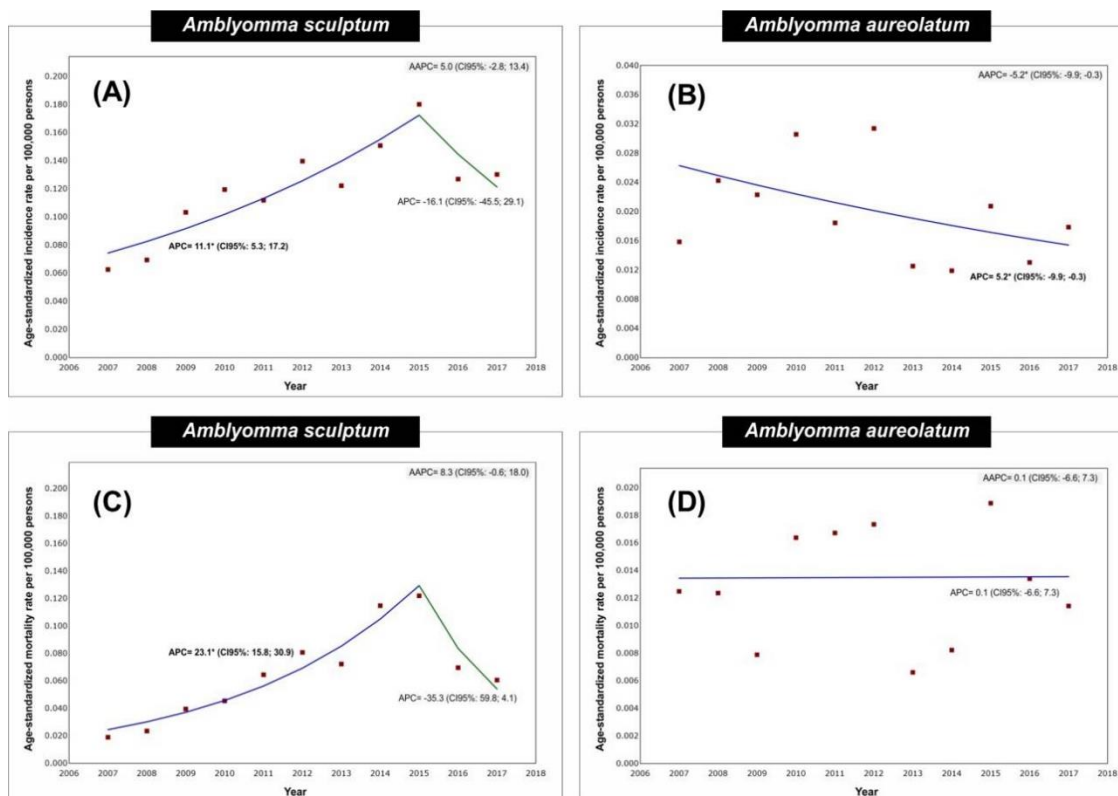 Amblyomma sculptum
(A)
AAPC= 5.0 (CI95%: -2.8; 13.4)
Age-standardized incidence rate per 100,000 persons
0.200
0.180
0.160
0.140
0.120
0.100
0.080
0.060
0.040
0.020
0.000
APC= 11.1* (CI95%: 5.3; 17.2)
APC= -16.1 (CI95%: -45.5; 29.1)
2006 2007 2008 2009 2010 2011 2012 2013 2014 2015 2016 2017 2018
Year
Amblyomma aureolatum
(B)
AAPC= -5.2* (CI95%: -9.9; -0.3)
Age-standardized incidence rate per 100,000 persons
0.040
0.036
0.032
0.028
0.024
0.020
0.016
0.012
0.008
0.004
0.000
APC= 5.2* (CI95%: -9.9; -0.3)
2006 2007 2008 2009 2010 2011 2012 2013 2014 2015 2016 2017 2018
Year
Amblyomma sculptum
(C)
AAPC= 8.3 (CI95%: -0.6; 18.0)
Age-standardized mortality rate per 100,000 persons
0.200
0.180
0.160
0.140
0.120
0.100
0.080
0.060
0.040
0.020
0.000
APC= 23.1* (CI95%: 15.8; 30.9)
APC= -35.3 (CI95%: 59.8; 4.1)
2006 2007 2008 2009 2010 2011 2012 2013 2014 2015 2016 2017 2018
Year
Amblyomma aureolatum
(D)
AAPC= 0.1 (CI95%: -6.6; 7.3)
Age-standardized mortality rate per 100,000 persons
0.020
0.018
0.016
0.014
0.012
0.010
0.008
0.006
0.004
0.002
0.000
APC= 0.1 (CI95%: -6.6; 7.3)
2006 2007 2008 2009 2010 2011 2012 2013 2014 2015 2016 2017 2018
Year